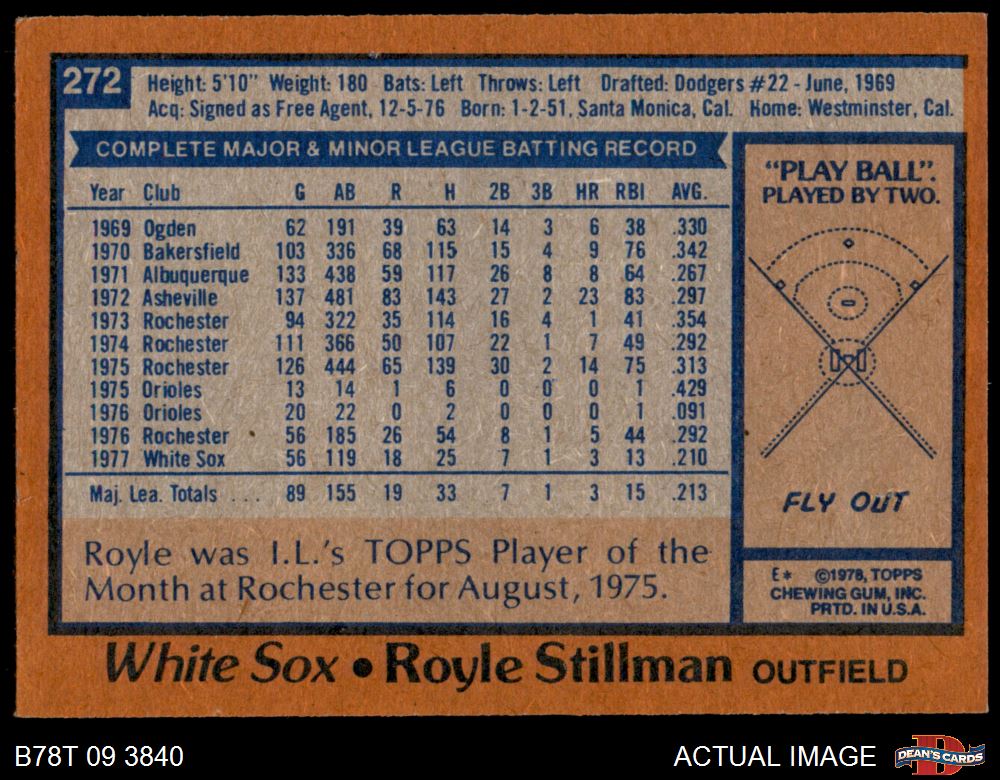 272
Height: 5'10" Weight: 180 Bats: Left Throws: Left Drafted: Dodgers #22 - June, 1969
Acq: Signed as Free Agent, 12-5-76 Born: 1-2-51, Santa Monica, Cal. Home: Westminster, Cal.
COMPLETE MAJOR & MINOR LEAGUE BATTING RECORD
Year Club G AB R H 2B 3B HR RBI AVG.
1969 Ogden 62 191 39 63 14 3 6 38 .330
1970 Bakersfield 103 336 68 115 15 4 9 76 .342
1971 Albuquerque 133 438 59 117 26 8 8 64 .267
1972 Asheville 137 481 83 143 27 2 23 83 .297
1973 Rochester 94 322 35 114 16 4 1 41 .354
1974 Rochester 111 366 50 107 22 1 7 49 .292
1975 Rochester 126 444 65 139 30 2 14 75 .313
1975 Orioles 13 14 1 6 0 0 0 1 .429
1976 Orioles 20 22 0 2 0 0 0 1 .091
1976 Rochester 56 185 26 54 8 1 5 44 .292
1977 White Sox 56 119 18 25 7 1 3 13 .210
Maj. Lea. Totals . . . 89 155 19 33 7 1 3 15 .213
Royle was I.L.'s TOPPS Player of the
Month at Rochester for August, 1975.
"PLAY BALL".
PLAYED BY TWO.
FLY OUT
E* ©1978, TOPPS
CHEWING GUM, INC.
PRTD. IN U.S.A.
White Sox • Royle Stillman OUTFIELD
B78T 09 3840
ACTUAL IMAGE
DEAN'S CARDS